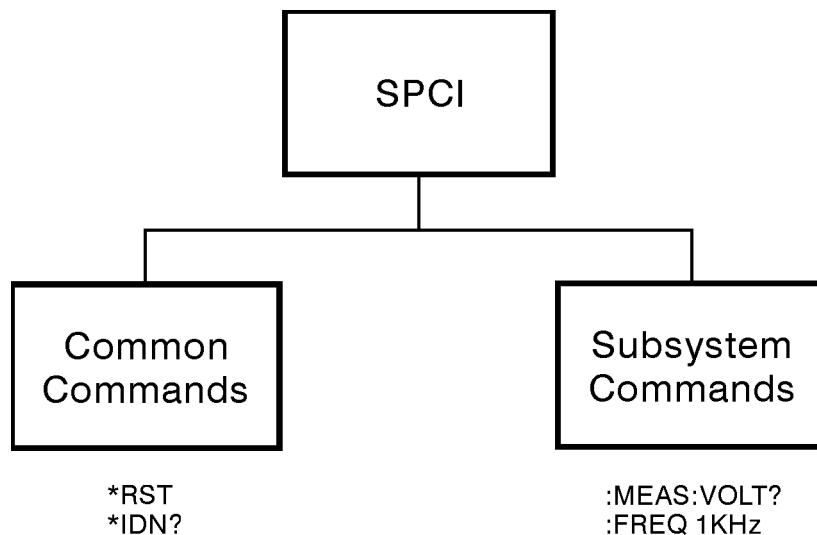 SPCI
Common
Commands
Subsystem
Commands
*RST
*IDN?
:MEAS:VOLT?
:FREQ 1KHz